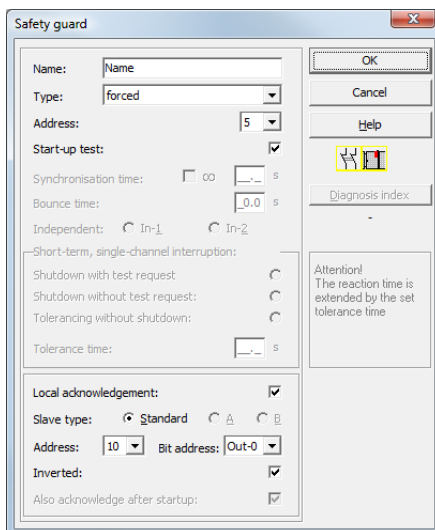 Safety guard
Name: Name
Type: forced
Address: 5
Start-up test:
Synchronisation time: ∞ __._ s
Bounce time: _0.0 s
Independent: In-1 In-2
Short-term, single-channel interruption:
Shutdown with test request
Shutdown without test request:
Tolerancing without shutdown:
Tolerance time: __._ s
Local acknowledgement:
Slave type: Standard A B
Address: 10 Bit address: Out-0
Inverted:
Also acknowledge after startup:
OK
Cancel
Help
Diagnosis index
-
Attention!
The reaction time is
extended by the set
tolerance time